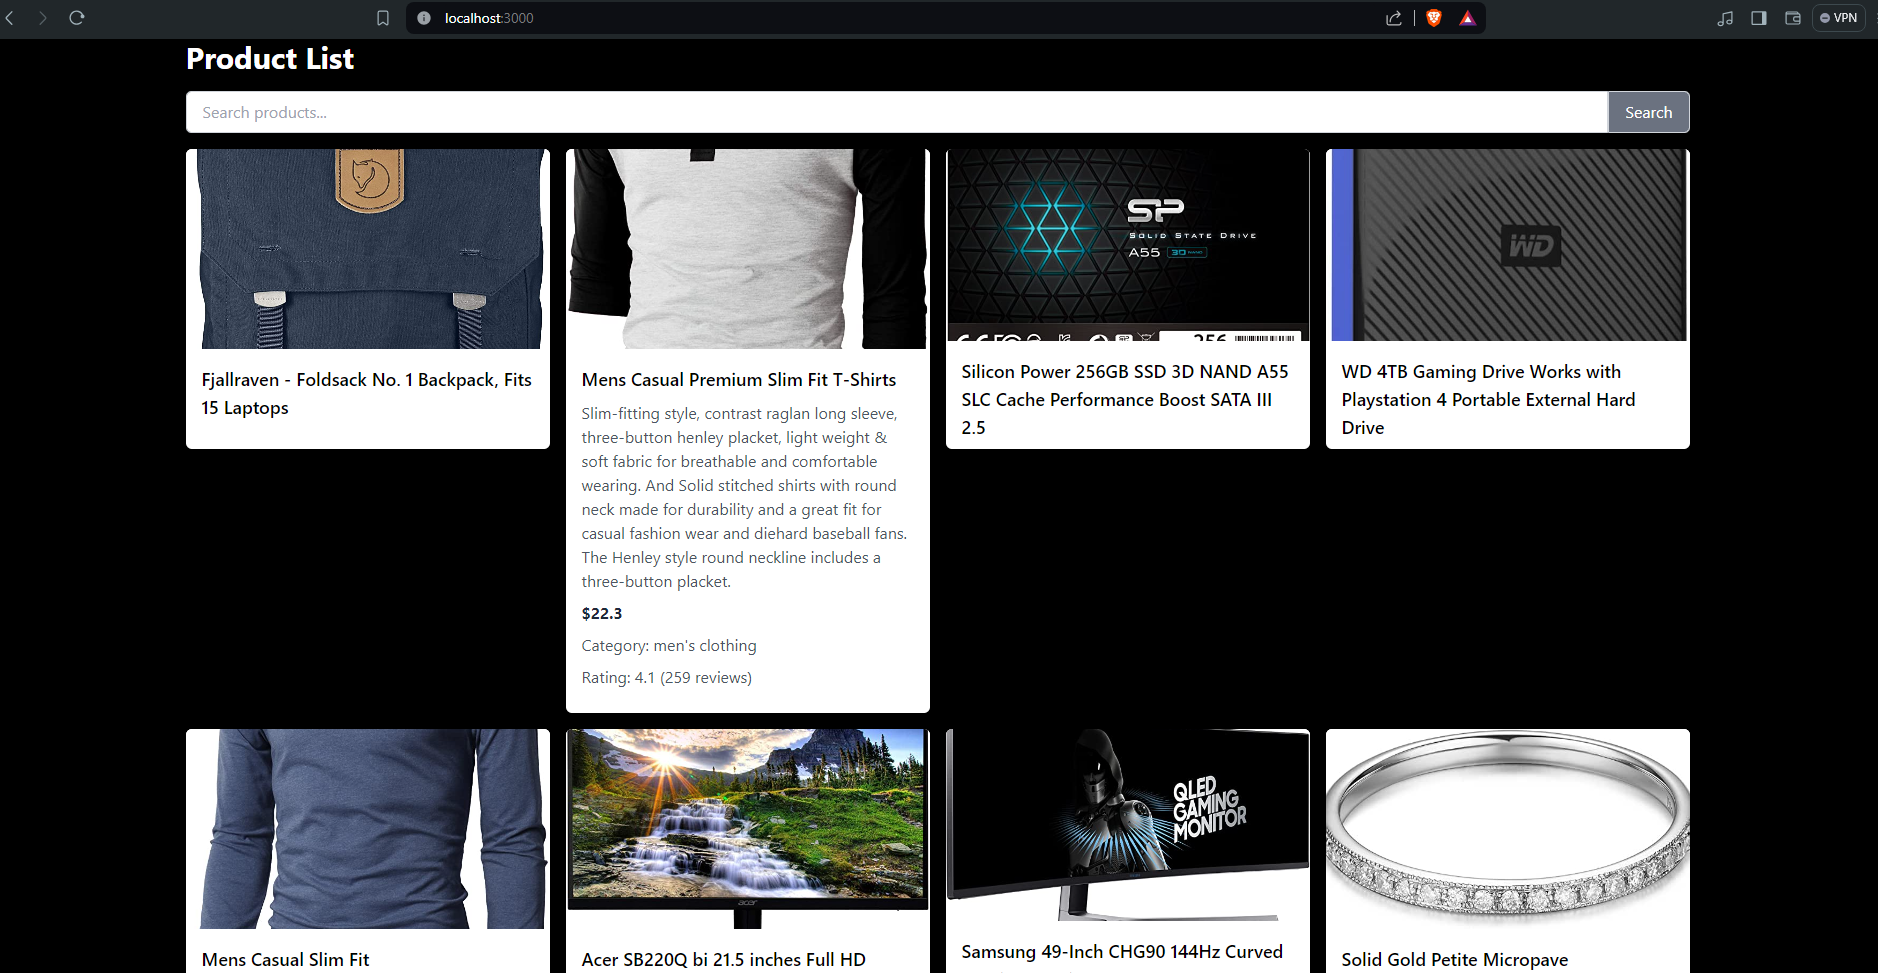 localhost:3000
VPN
Product List
Search products...
Search
SP
SOLID STATE DRIVE
A55 3D NAND
256
WD
Fjallraven - Foldsack No. 1 Backpack, Fits
15 Laptops
Mens Casual Premium Slim Fit T-Shirts
Slim-fitting style, contrast raglan long sleeve,
three-button henley placket, light weight &
soft fabric for breathable and comfortable
wearing. And Solid stitched shirts with round
neck made for durability and a great fit for
casual fashion wear and diehard baseball fans.
The Henley style round neckline includes a
three-button placket.
$22.3
Category: men's clothing
Rating: 4.1 (259 reviews)
Silicon Power 256GB SSD 3D NAND A55
SLC Cache Performance Boost SATA III
2.5
WD 4TB Gaming Drive Works with
Playstation 4 Portable External Hard
Drive
acer
QLED
GAMING
MONITOR
Mens Casual Slim Fit
Acer SB220Q bi 21.5 inches Full HD
Samsung 49-Inch CHG90 144Hz Curved
Solid Gold Petite Micropave